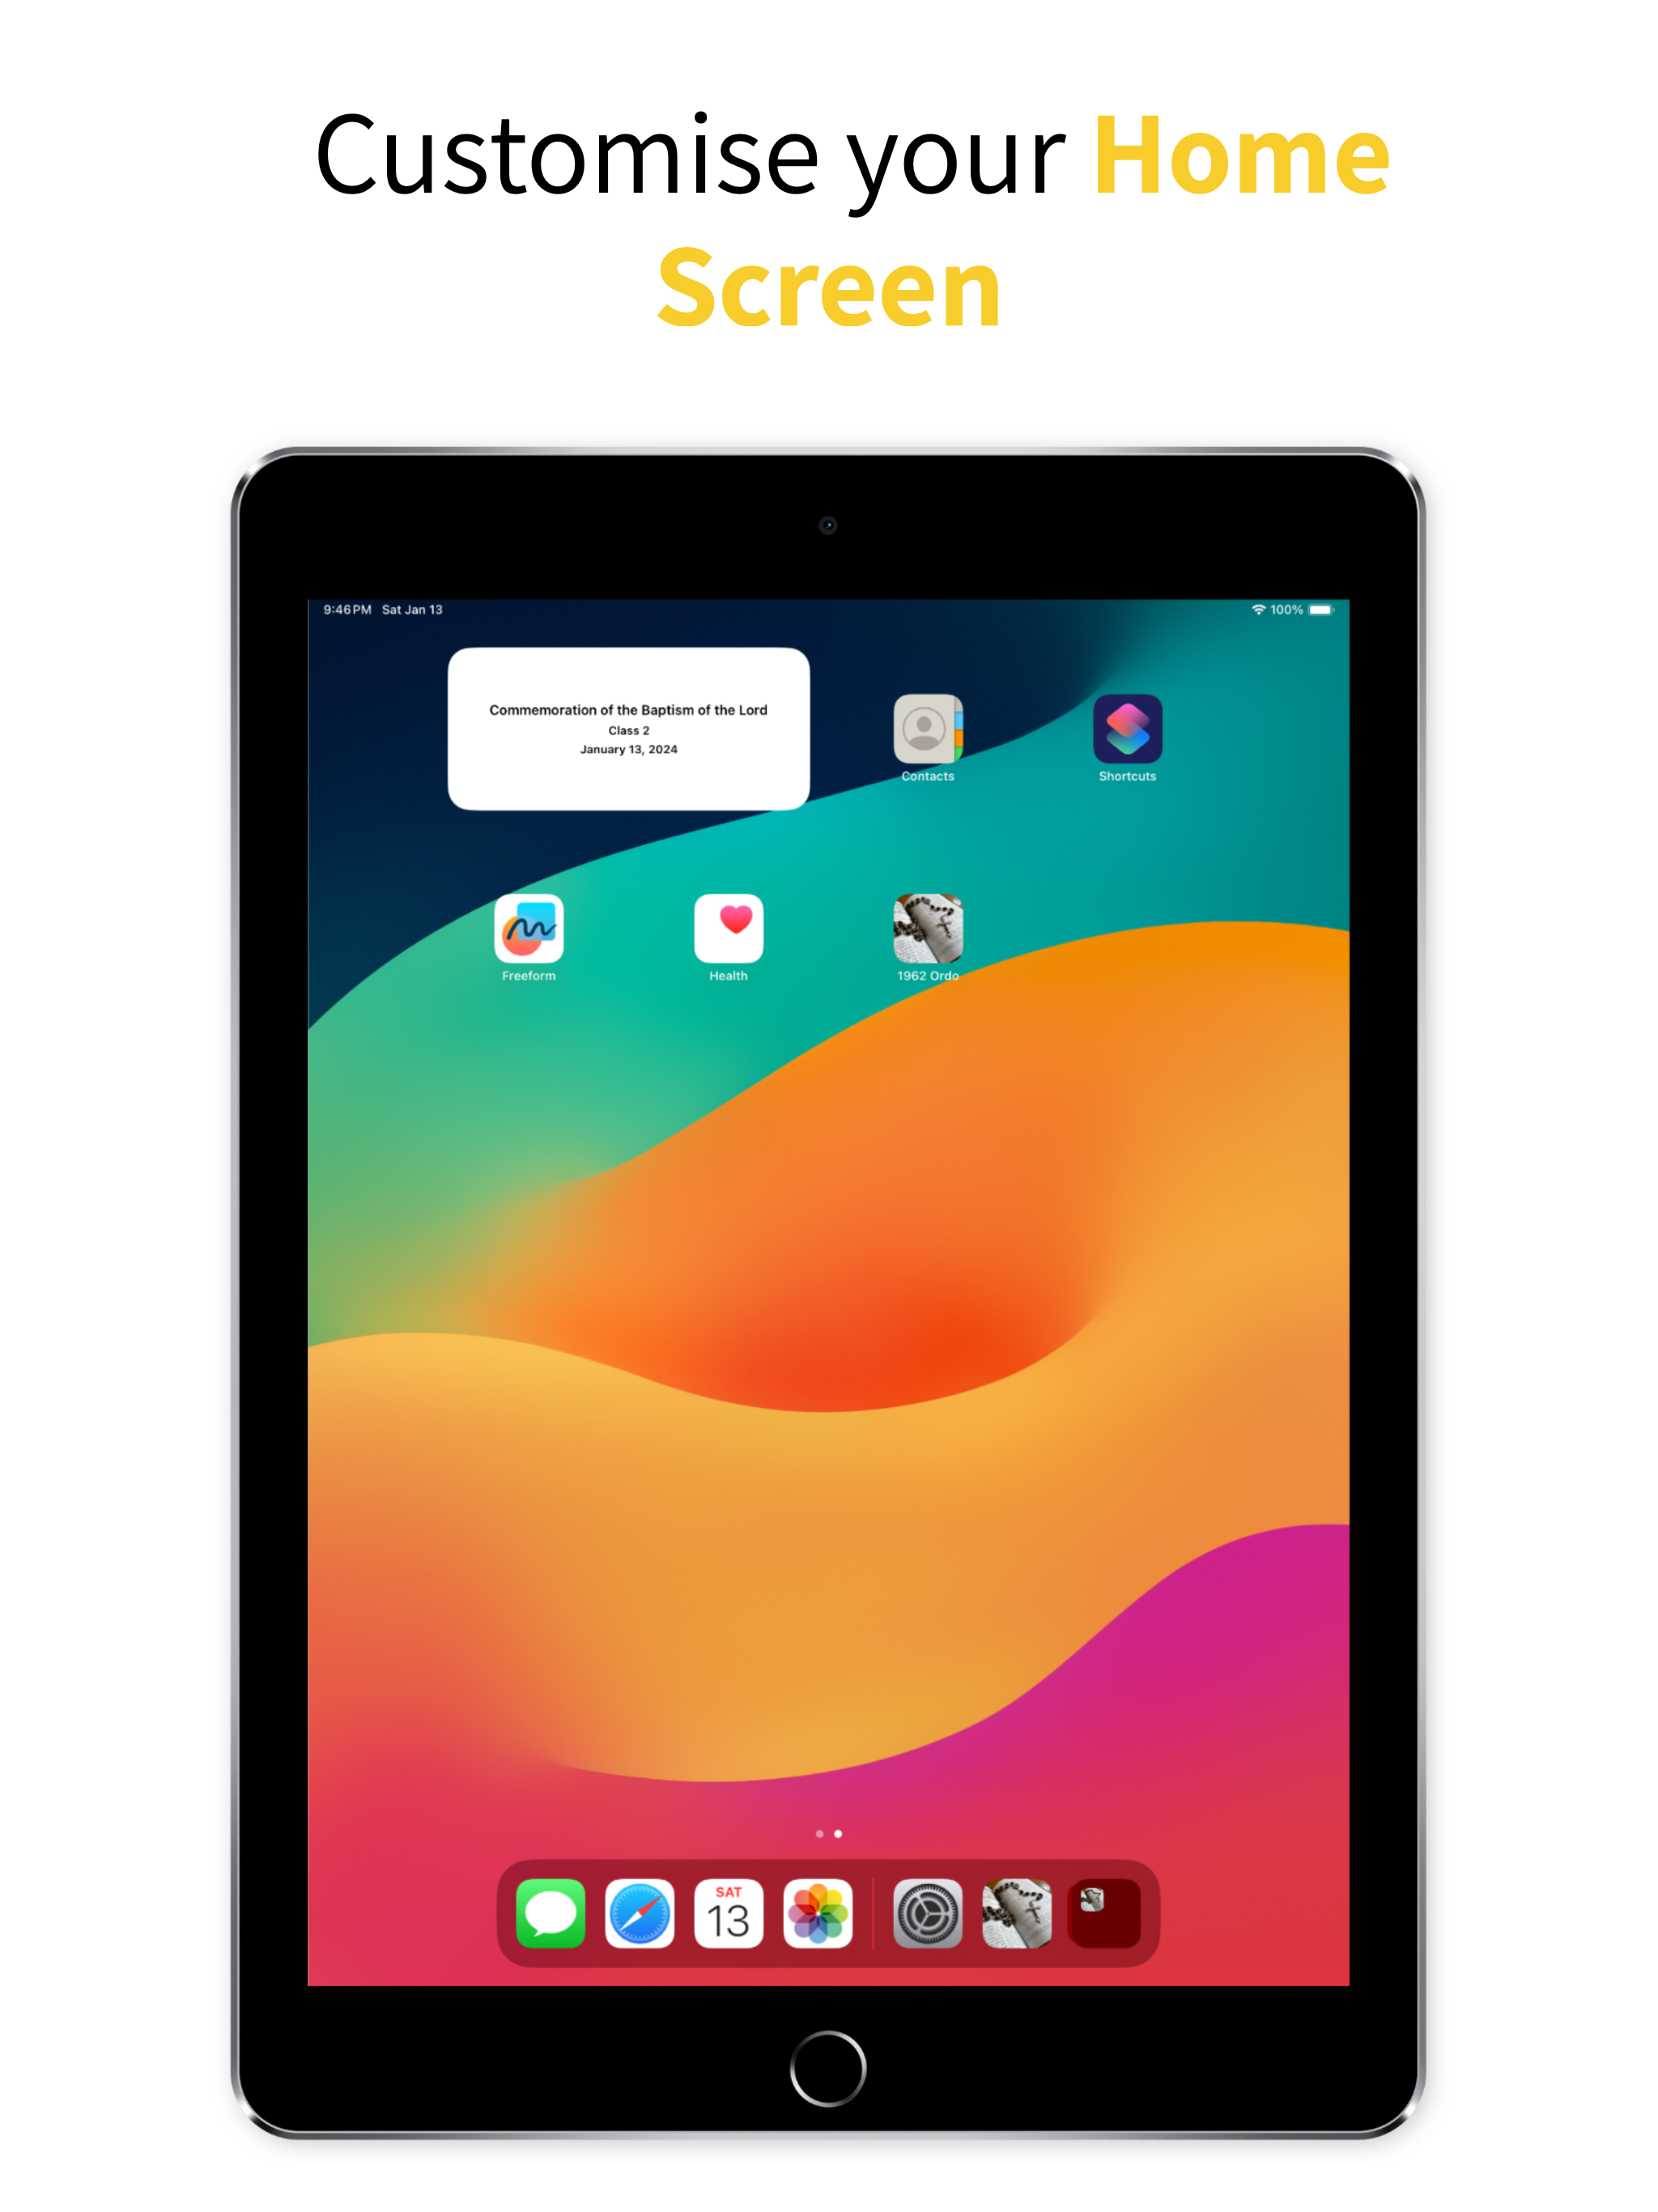 Customise your Home
Screen
9:46 PM Sat Jan 13
100%
Commemoration of the Baptism of the Lord
Class 2
January 13, 2024
Contacts
Shortcuts
Freeform
Health
1962 Ordo
SAT
13